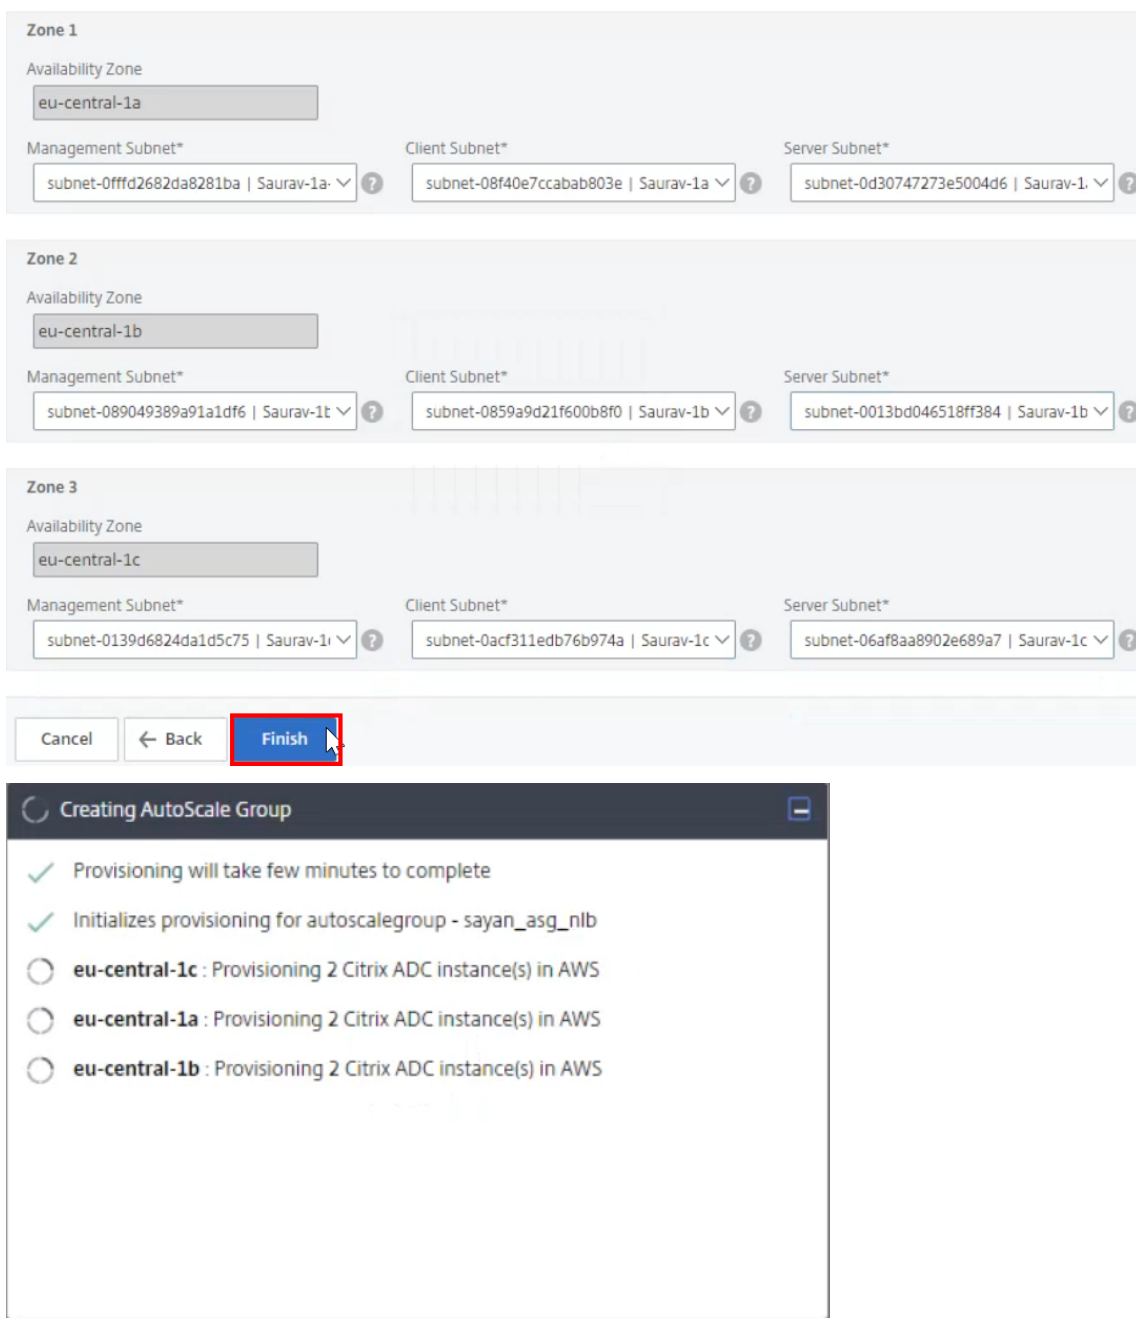 Zone 1
Availability Zone
eu-central-1a
Management Subnet* Client Subnet* Server Subnet*
subnet-0fffd2682da8281ba | Saurav-1a- subnet-08f40e7ccabab803e | Saurav-1a subnet-0d30747273e5004d6 | Saurav-1.
Zone 2
Availability Zone
eu-central-1b
Management Subnet* Client Subnet* Server Subnet*
subnet-089049389a91a1df6 | Saurav-1b subnet-0859a9d21f600b8f0 | Saurav-1b subnet-0013bd046518ff384 | Saurav-1b
Zone 3
Availability Zone
eu-central-1c
Management Subnet* Client Subnet* Server Subnet*
subnet-0139d6824da1d5c75 | Saurav-1 subnet-0acf311edb76b974a | Saurav-1c subnet-06af8aa8902e689a7 | Saurav-1c
Cancel ← Back Finish
Creating AutoScale Group
Provisioning will take few minutes to complete
Initializes provisioning for autoscalegroup - sayan_asg_nlb
eu-central-1c : Provisioning 2 Citrix ADC instance(s) in AWS
eu-central-1a : Provisioning 2 Citrix ADC instance(s) in AWS
eu-central-1b : Provisioning 2 Citrix ADC instance(s) in AWS